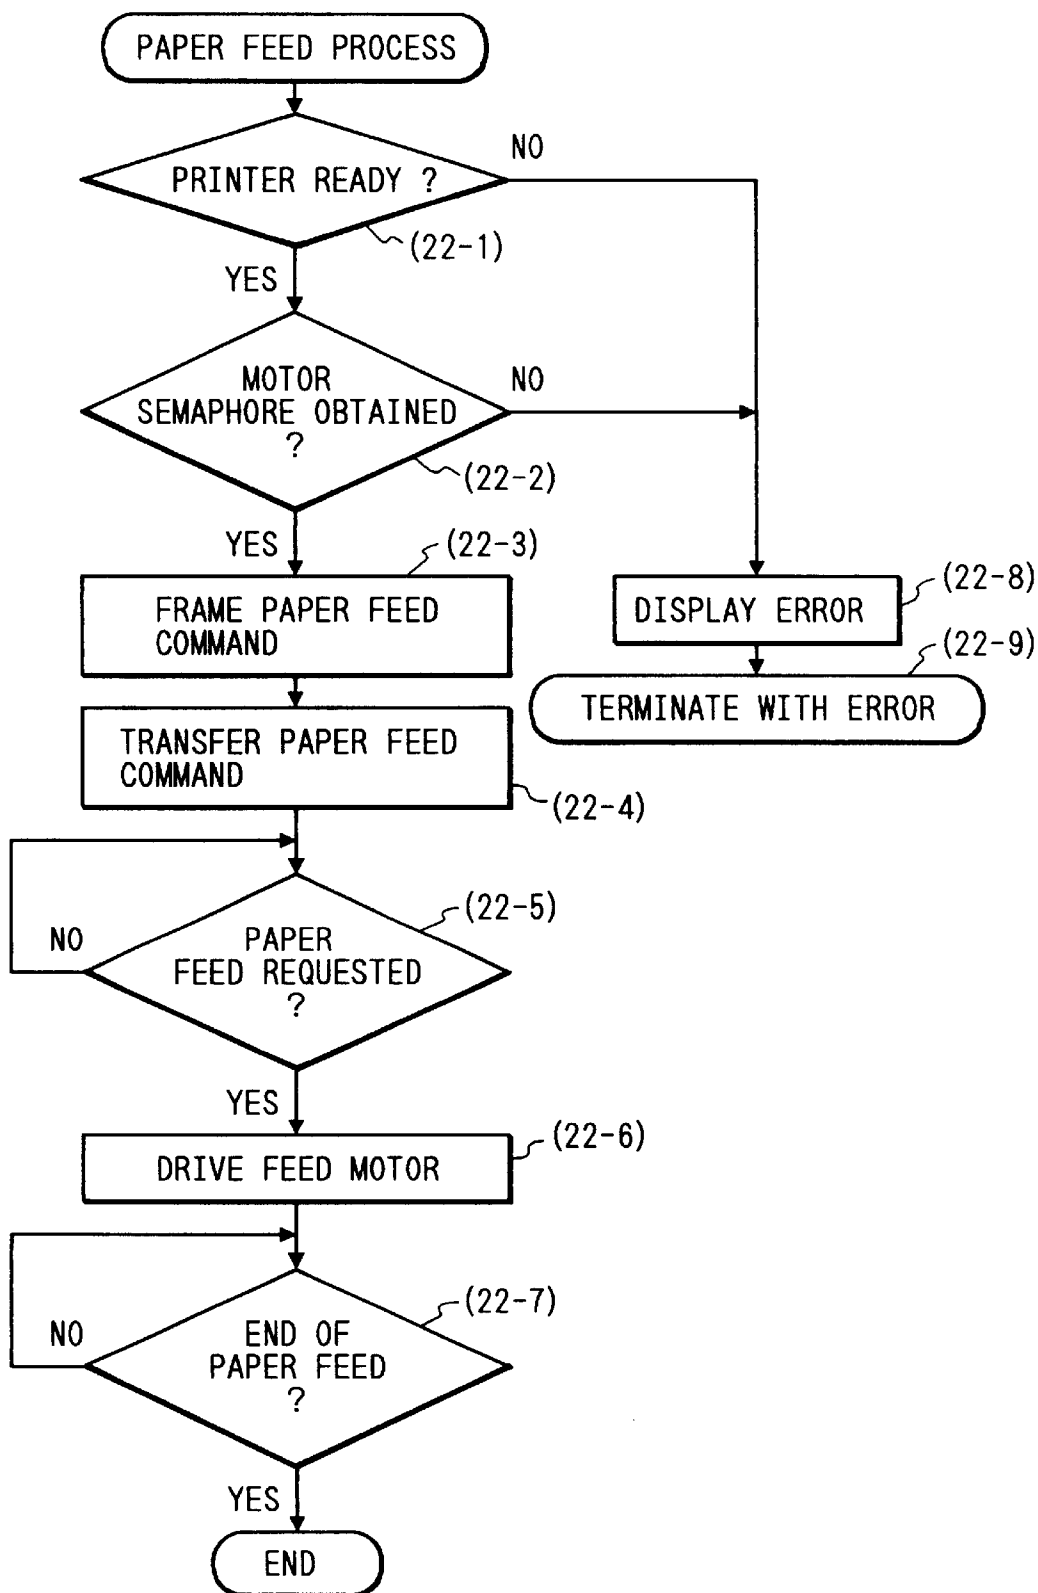 PAPER FEED PROCESS
NO
PRINTER READY ?
(22-1)
YES
MOTOR
SEMAPHORE OBTAINED
?
NO
(22-2)
YES
(22-3)
FRAME PAPER FEED
COMMAND
DISPLAY ERROR
(22-8)
(22-9)
TERMINATE WITH ERROR
TRANSFER PAPER FEED
COMMAND
(22-4)
(22-5)
NO
PAPER
FEED REQUESTED
?
YES
(22-6)
DRIVE FEED MOTOR
(22-7)
NO
END OF
PAPER FEED
?
YES
END